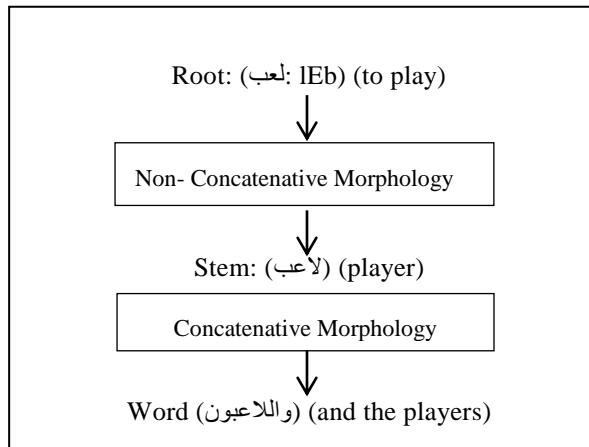 Root: (لعب: lEb) (to play)
Non- Concatenative Morphology
Stem: (لاعب) (player)
Concatenative Morphology
Word (واللاعبون) (and the players)